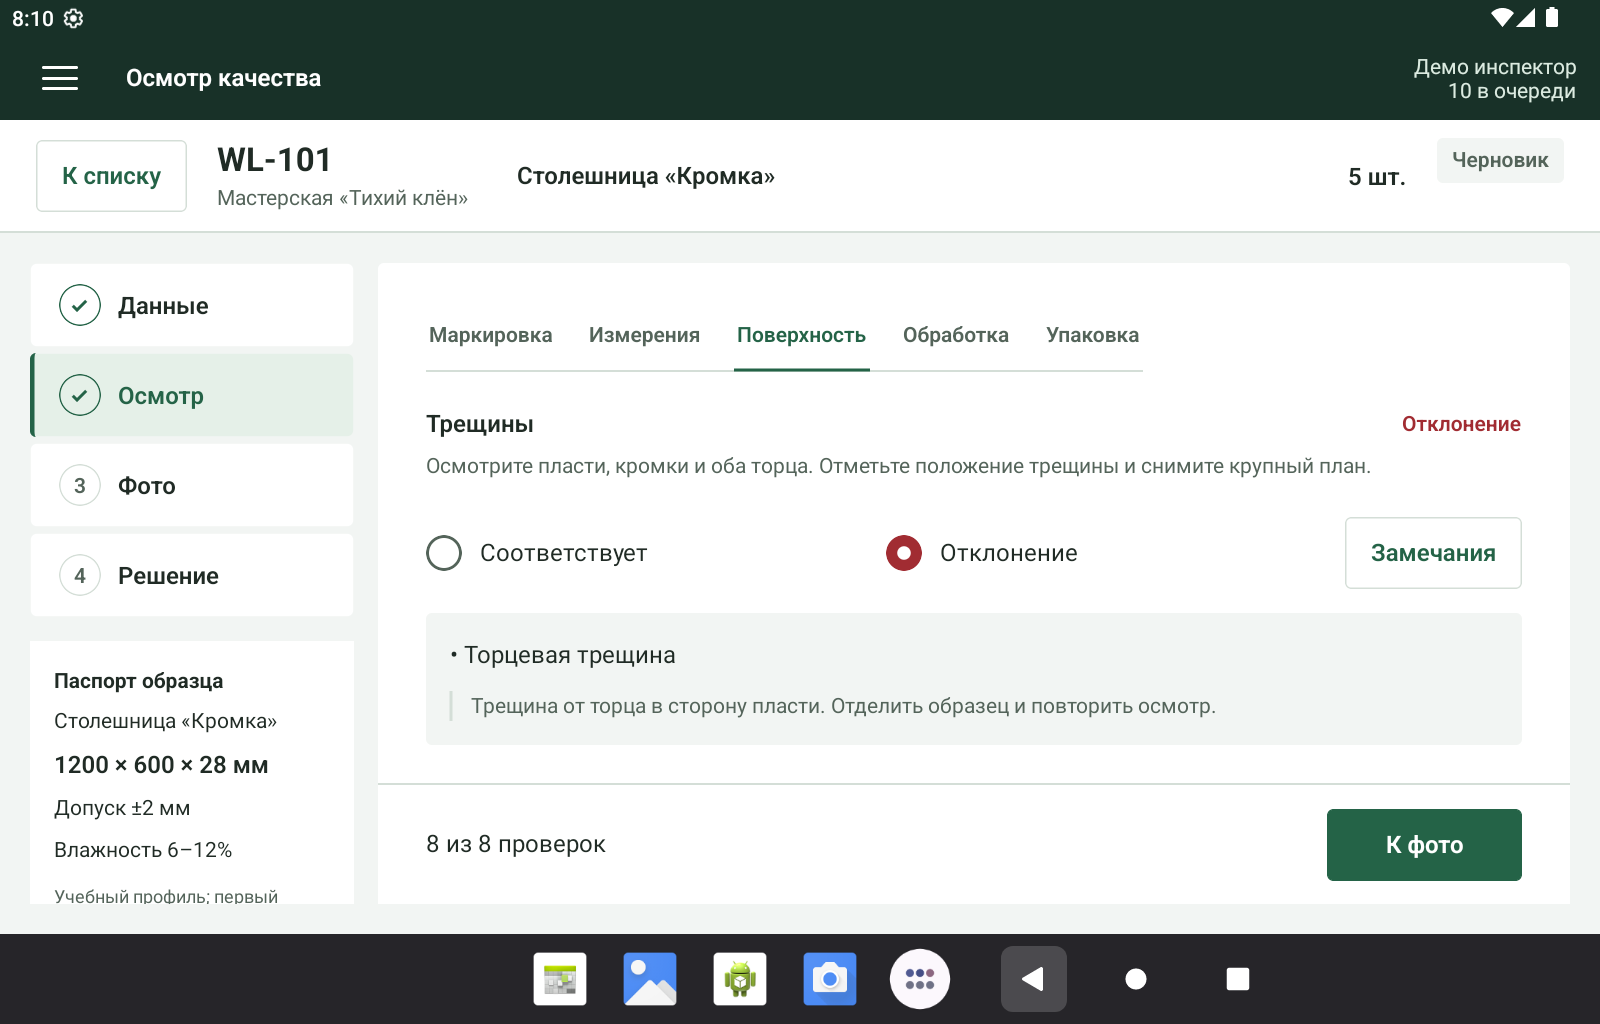 8:10
Осмотр качества
Демо инспектор
10 в очереди
К списку
WL-101
Мастерская «Тихий клён»
Столешница «Кромка»
5 шт.
Черновик
Данные
Осмотр
3 Фото
4 Решение
Паспорт образца
Столешница «Кромка»
1200 × 600 × 28 мм
Допуск ±2 мм
Влажность 6–12%
Учебный профиль; первый
Маркировка Измерения Поверхность Обработка Упаковка
Трещины
Отклонение
Осмотрите пласти, кромки и оба торца. Отметьте положение трещины и снимите крупный план.
Соответствует
Отклонение
Замечания
• Торцевая трещина
Трещина от торца в сторону пласти. Отделить образец и повторить осмотр.
8 из 8 проверок
К фото